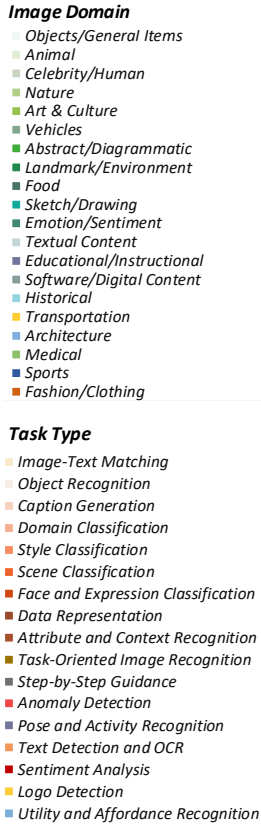 Image Domain
Objects/General Items
Animal
Celebrity/Human
Nature
Art & Culture
Vehicles
Abstract/Diagrammatic
Landmark/Environment
Food
Sketch/Drawing
Emotion/Sentiment
Textual Content
Educational/Instructional
Software/Digital Content
Historical
Transportation
Architecture
Medical
Sports
Fashion/Clothing
Task Type
Image-Text Matching
Object Recognition
Caption Generation
Domain Classification
Style Classification
Scene Classification
Face and Expression Classification
Data Representation
Attribute and Context Recognition
Task-Oriented Image Recognition
Step-by-Step Guidance
Anomaly Detection
Pose and Activity Recognition
Text Detection and OCR
Sentiment Analysis
Logo Detection
Utility and Affordance Recognition